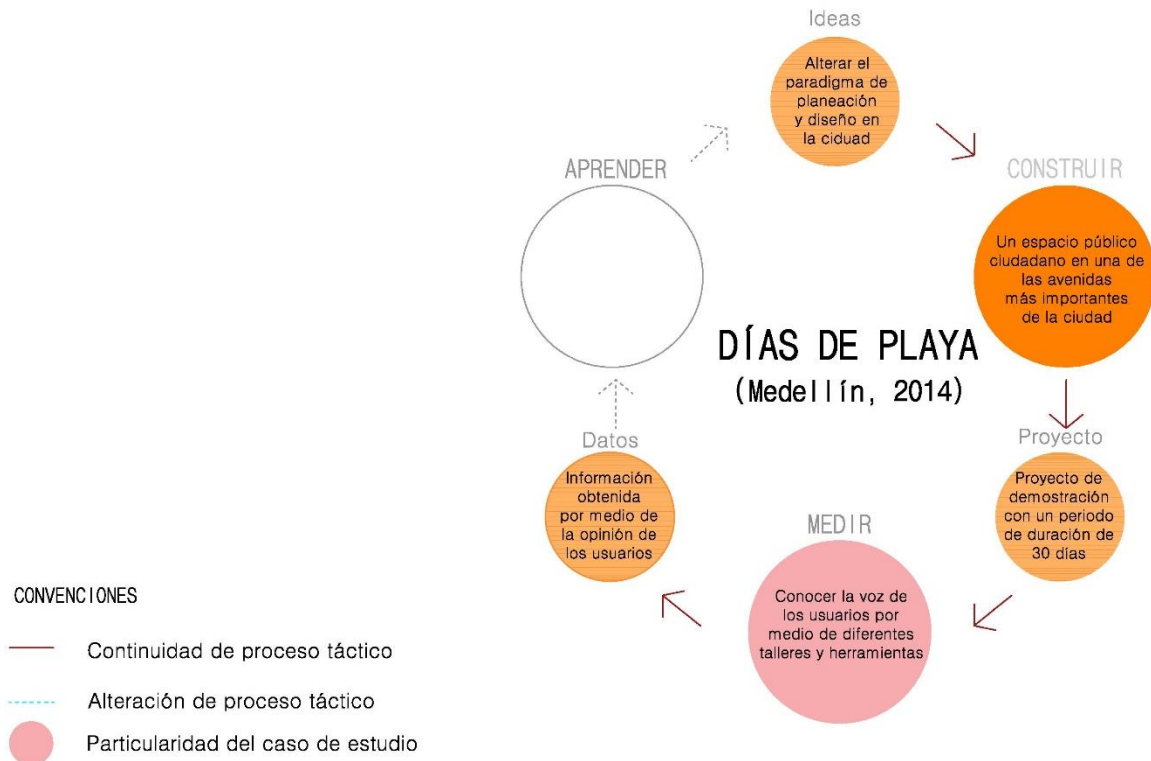 Ideas
Alterar el
paradigma de
planeación
y diseño en
la ciduad
APRENDER
CONSTRUIR
Un espacio público
ciudadano en una de
las avenidas
más importantes
de la ciudad
DÍAS DE PLAYA
(Medellín, 2014)
Datos
Información
obtenida
por medio de
la opinión de
los usuarios
Proyecto
Proyecto de
demostración
con un periodo
de duración de
30 días
MEDIR
Conocer la voz de
los usuarios por
medio de diferentes
talleres y herramientas
CONVENCIONES
Continuidad de proceso táctico
Alteración de proceso táctico
Particularidad del caso de estudio